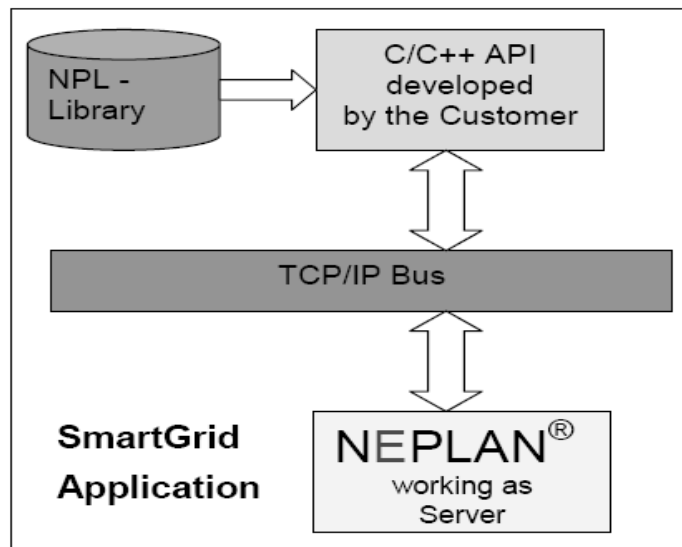 NPL -
Library
C/C++ API
developed
by the Customer
TCP/IP Bus
SmartGrid
Application
NEPLAN®
working as
Server